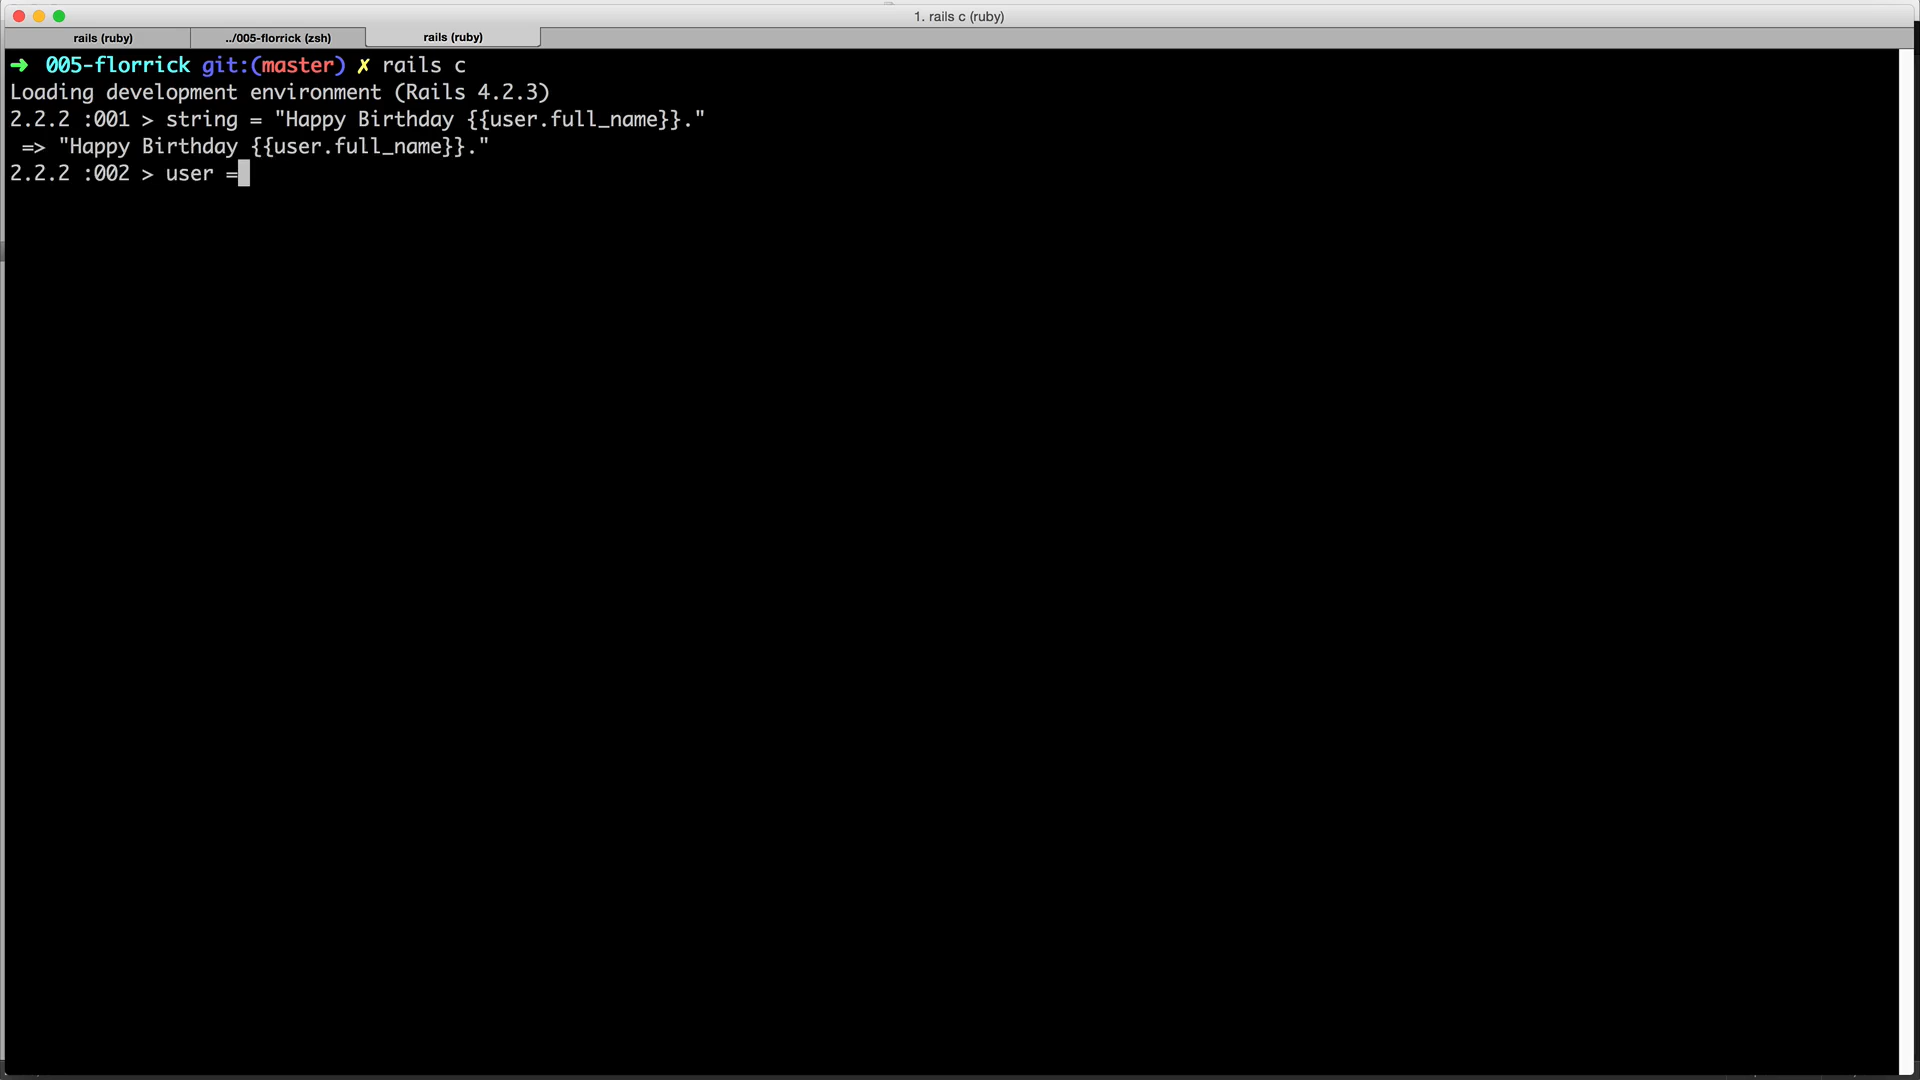 1. rails c (ruby)
rails (ruby)
../005-florrick (zsh)
rails (ruby)
➜ 005-florrick git:(master) ✗ rails c
Loading development environment (Rails 4.2.3)
2.2.2 :001 > string = "Happy Birthday {{user.full_name}}."
=> "Happy Birthday {{user.full_name}}."
2.2.2 :002 > user =